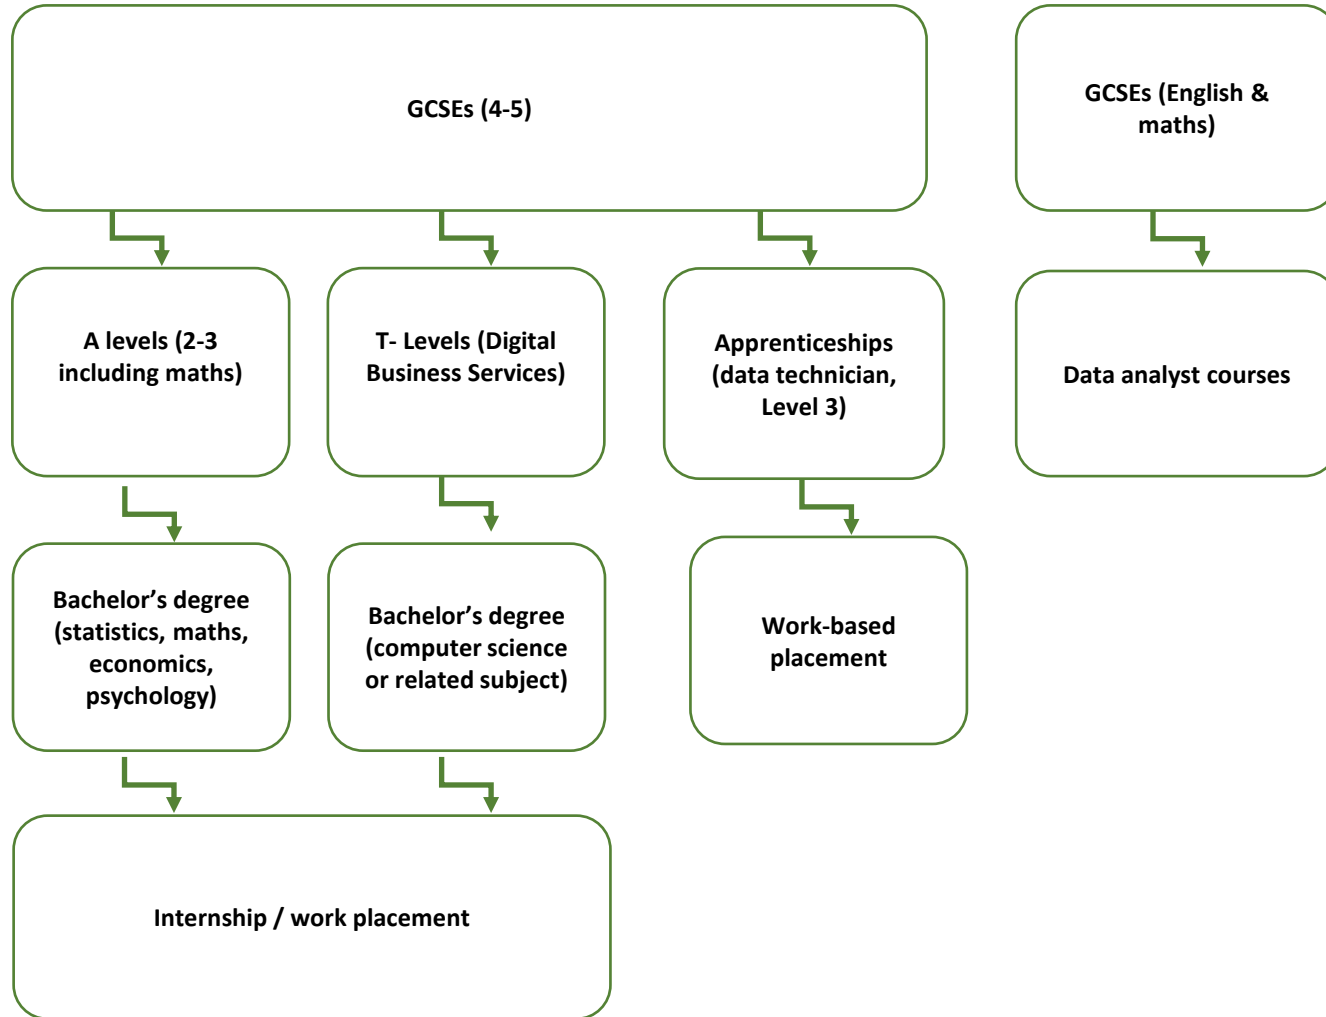 GCSEs (4-5)
GCSEs (English &
maths)
A levels (2-3
including maths)
T- Levels (Digital
Business Services)
Apprenticeships
(data technician,
Level 3)
Data analyst courses
Bachelor’s degree
(statistics, maths,
economics,
psychology)
Bachelor’s degree
(computer science
or related subject)
Work-based
placement
Internship / work placement